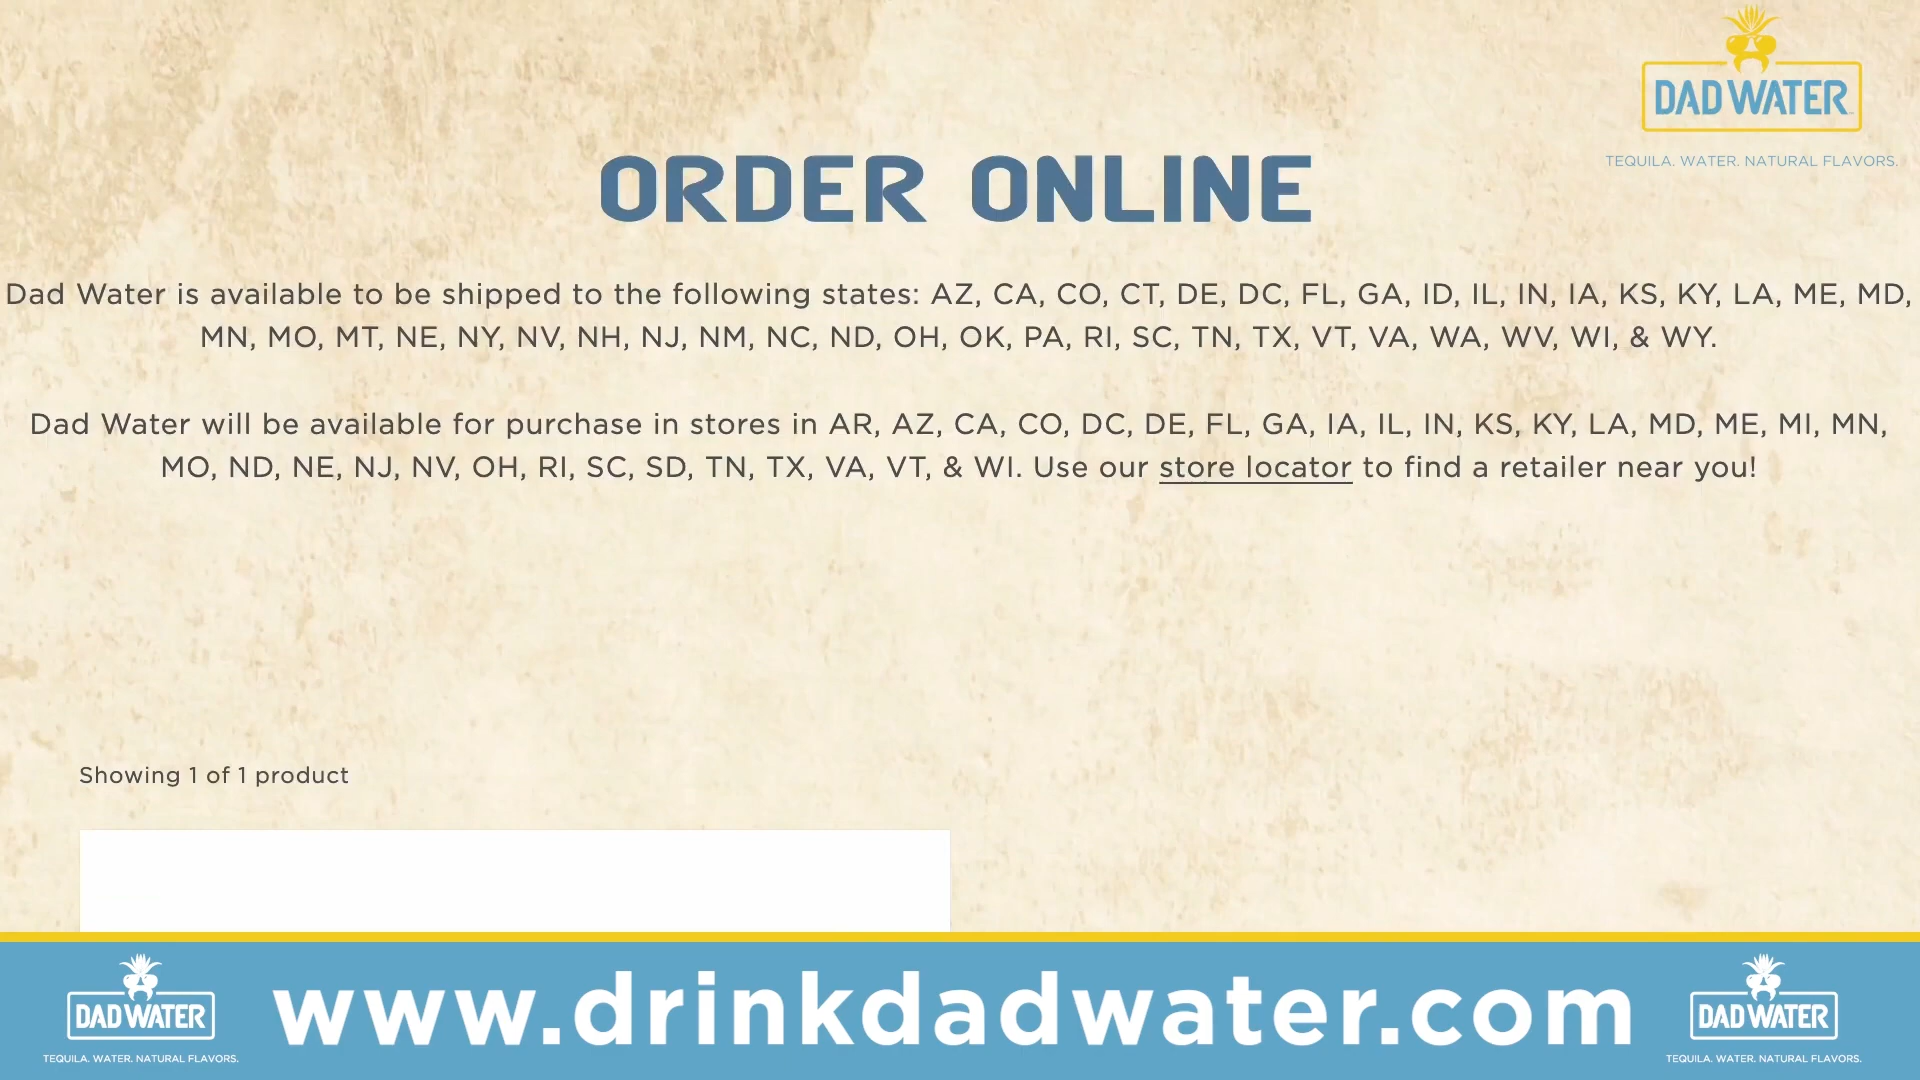 DAD WATER
TEQUILA. WATER. NATURAL FLAVORS.
ORDER ONLINE
Dad Water is available to be shipped to the following states: AZ, CA, CO, CT, DE, DC, FL, GA, ID, IL, IN, IA, KS, KY, LA, ME, MD,
MN, MO, MT, NE, NY, NV, NH, NJ, NM, NC, ND, OH, OK, PA, RI, SC, TN, TX, VT, VA, WA, WV, WI, & WY.
Dad Water will be available for purchase in stores in AR, AZ, CA, CO, DC, DE, FL, GA, IA, IL, IN, KS, KY, LA, MD, ME, MI, MN,
MO, ND, NE, NJ, NV, OH, RI, SC, SD, TN, TX, VA, VT, & WI. Use our store locator to find a retailer near you!
Showing 1 of 1 product
DAD WATER
TEQUILA. WATER. NATURAL FLAVORS.
www.drinkdadwater.com
DAD WATER
TEQUILA. WATER. NATURAL FLAVORS.